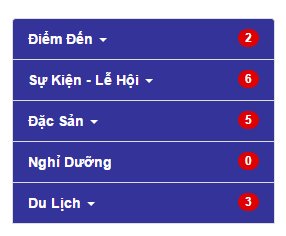 Điểm Đến 2
Sự Kiện - Lễ Hội 6
Đặc Sản 5
Nghỉ Dưỡng 0
Du Lịch 3